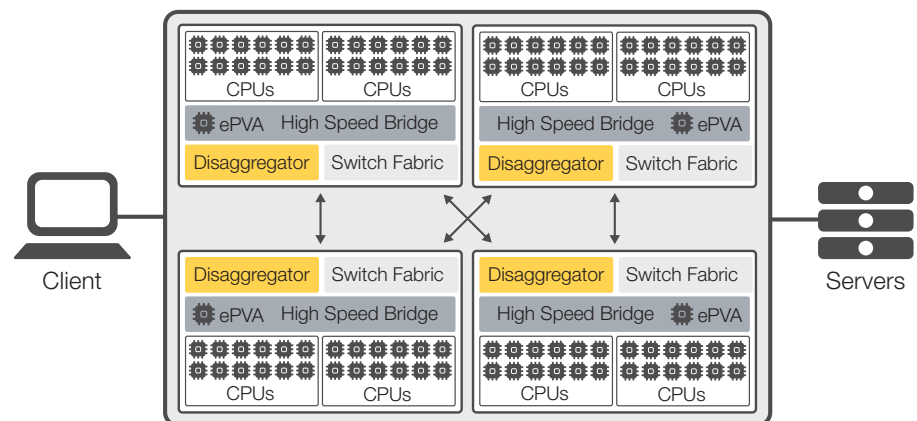 CPUs CPUs CPUs CPUs
ePVA High Speed Bridge High Speed Bridge ePVA
Disaggregator Switch Fabric Disaggregator Switch Fabric
Client Disaggregator Switch Fabric Disaggregator Switch Fabric Servers
ePVA High Speed Bridge High Speed Bridge ePVA
CPUs CPUs CPUs CPUs